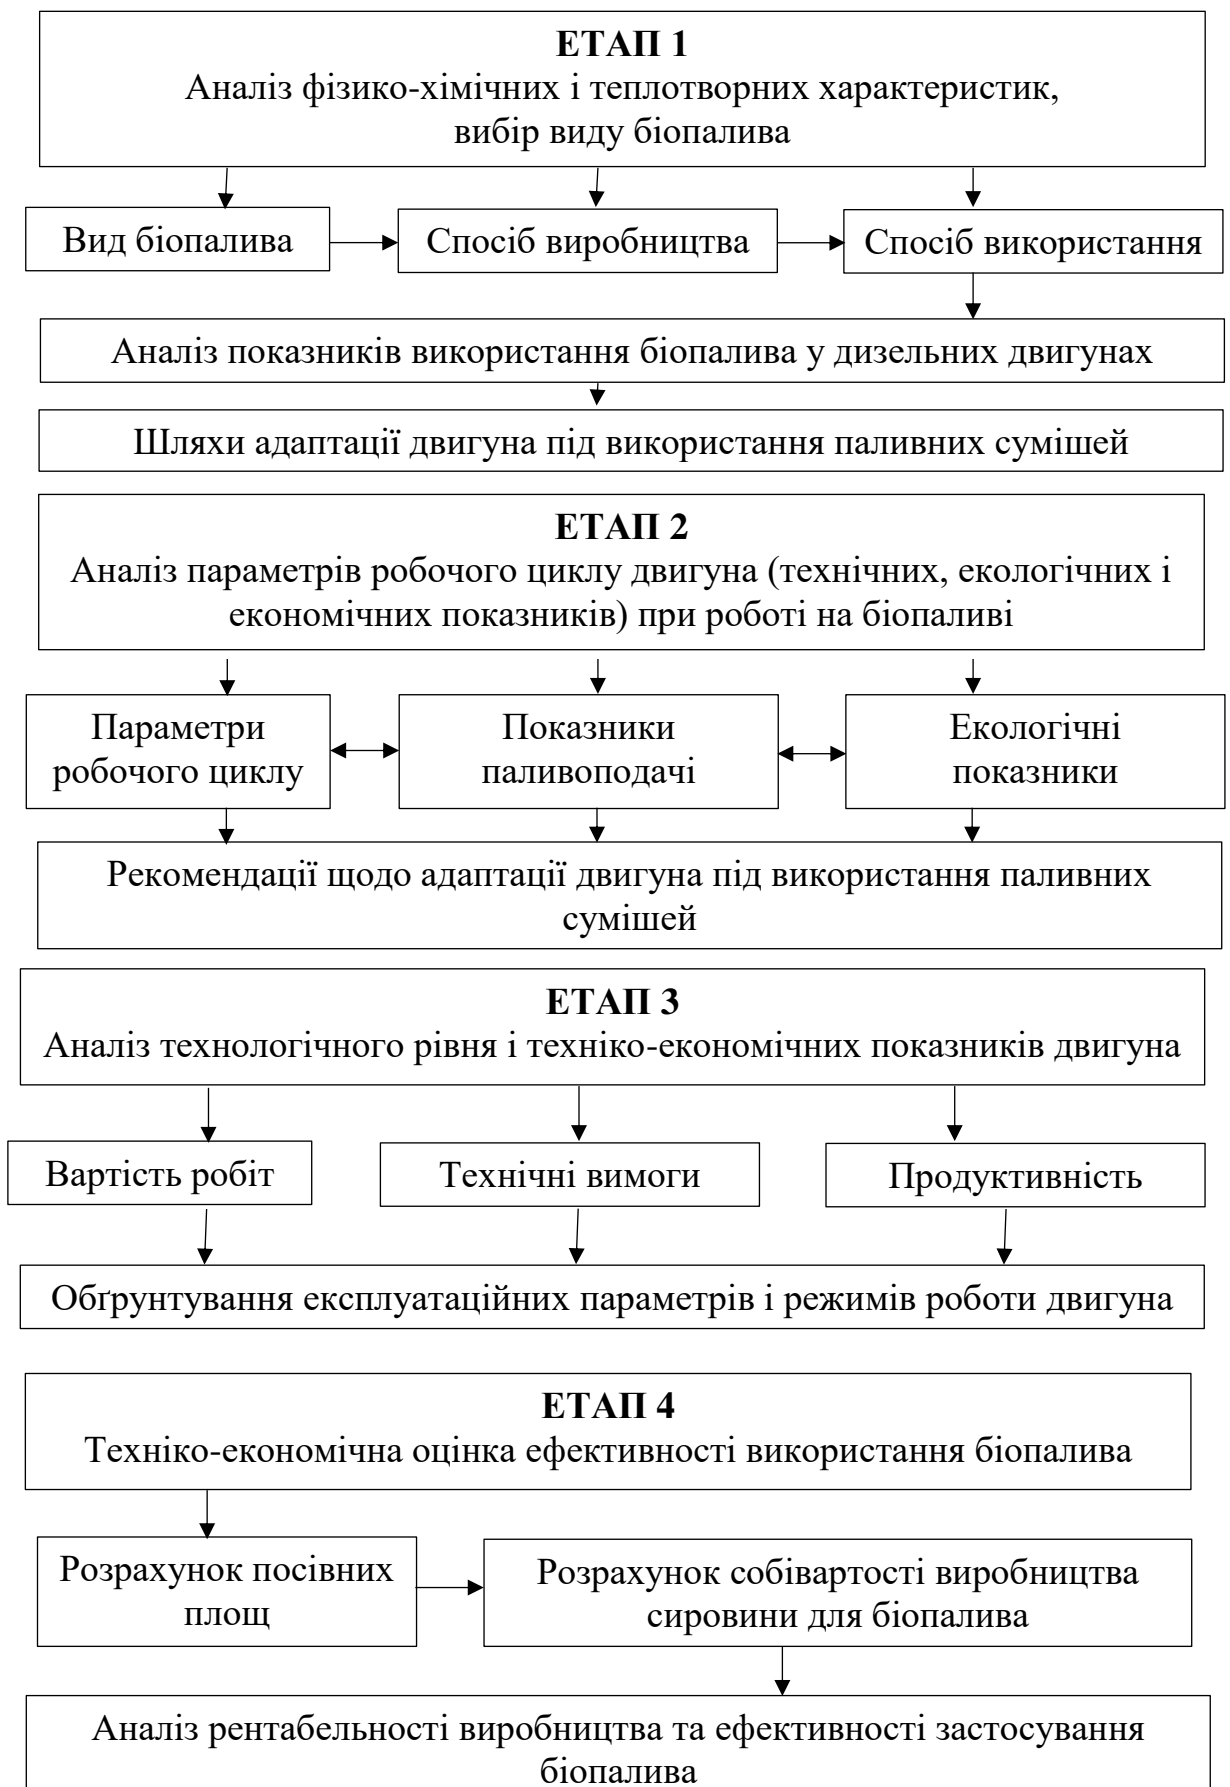 ЕТАП 1
Аналіз фізико-хімічних і теплотворних характеристик,
вибір виду біопалива
Вид біопалива
Спосіб виробництва
Спосіб використання
Аналіз показників використання біопалива у дизельних двигунах
Шляхи адаптації двигуна під використання паливних сумішей
ЕТАП 2
Аналіз параметрів робочого циклу двигуна (технічних, екологічних і
економічних показників) при роботі на біопаливі
Параметри
робочого циклу
Показники
паливоподачі
Екологічні
показники
Рекомендації щодо адаптації двигуна під використання паливних
сумішей
ЕТАП 3
Аналіз технологічного рівня і техніко-економічних показників двигуна
Вартість робіт
Технічні вимоги
Продуктивність
Обґрунтування експлуатаційних параметрів і режимів роботи двигуна
ЕТАП 4
Техніко-економічна оцінка ефективності використання біопалива
Розрахунок посівних
площ
Розрахунок собівартості виробництва
сировини для біопалива
Аналіз рентабельності виробництва та ефективності застосування
біопалива